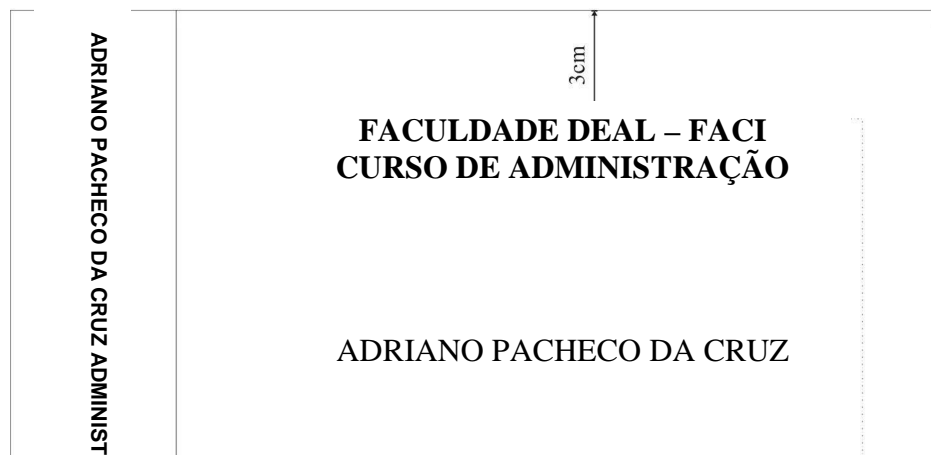 ADRIANO PACHECO DA CRUZ ADMINIST
3cm
FACULDADE DEAL – FACI
CURSO DE ADMINISTRAÇÃO
ADRIANO PACHECO DA CRUZ